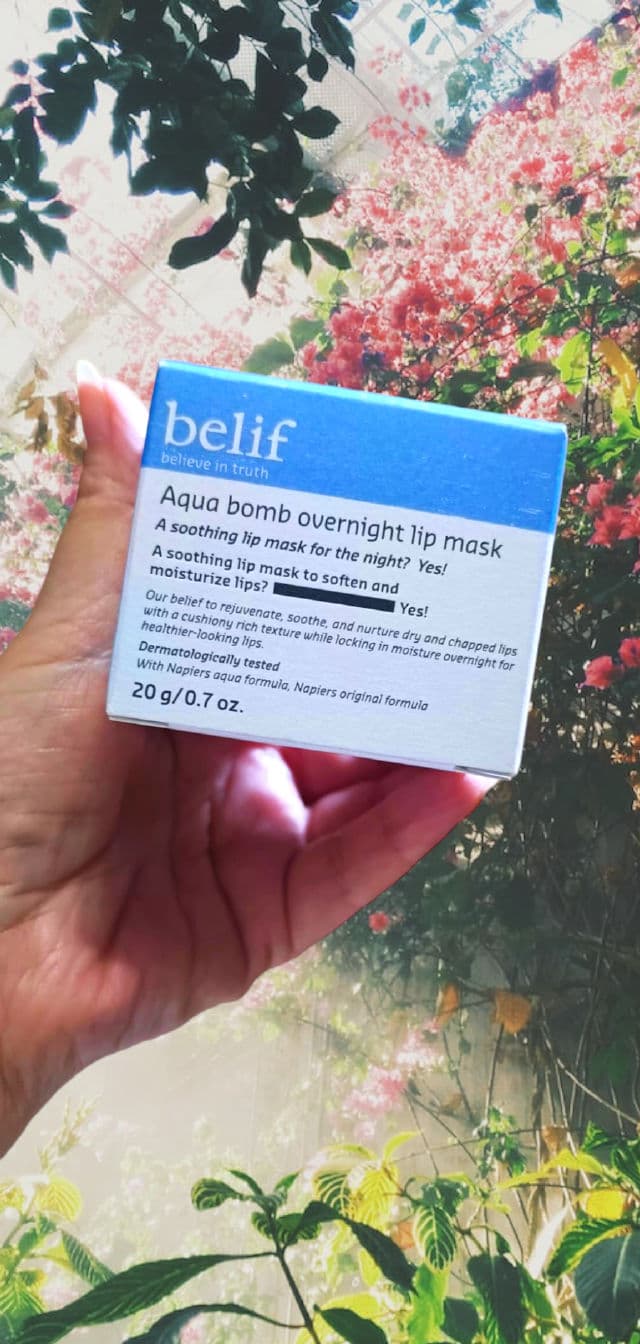 belif
believe in truth
Aqua bomb overnight lip mask
A soothing lip mask for the night? Yes!
A soothing lip mask to soften and
moisturize lips? Yes!
Our belief to rejuvenate, soothe, and nurture dry and chapped lips
with a cushiony rich texture while locking in moisture overnight for
healthier-looking lips.
Dermatologically tested
With Napiers aqua formula, Napiers original formula
20 g/0.7 oz.